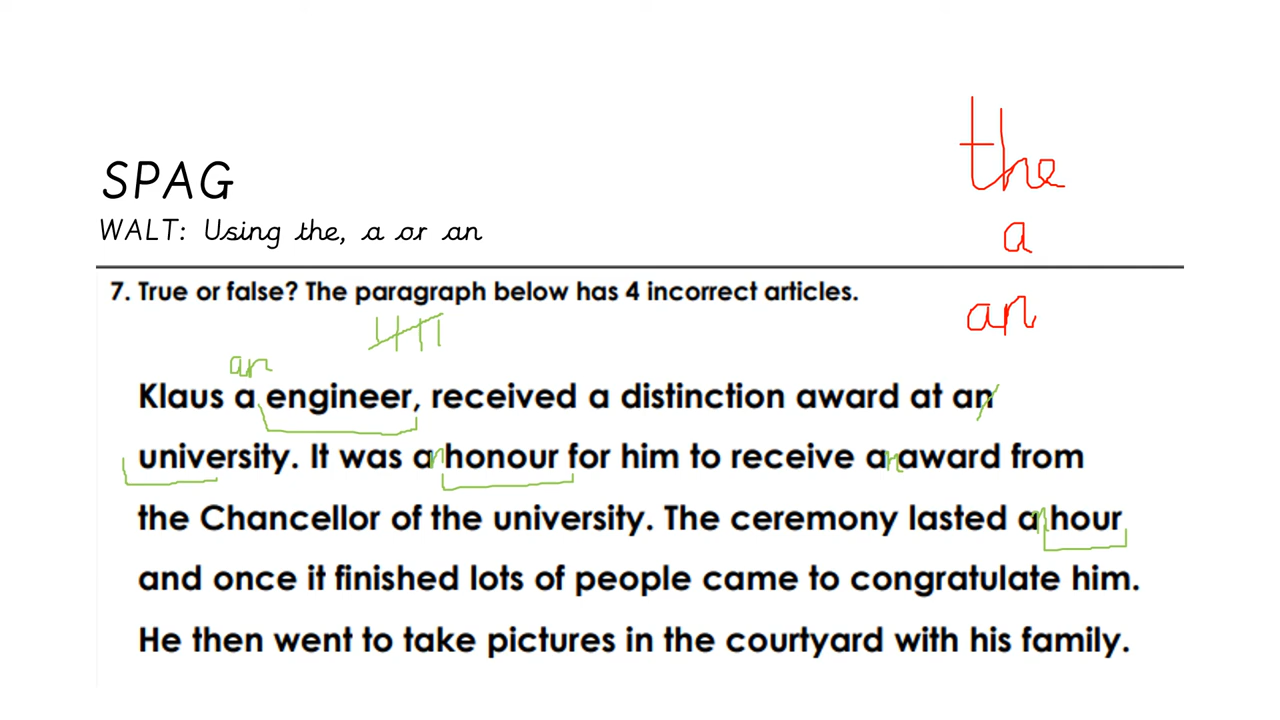 the
SPAG
WALT: Using the, a or an
a
7. True or false? The paragraph below has 4 incorrect articles.
an
an
Klaus a engineer, received a distinction award at an
university. It was an honour for him to receive an award from
the Chancellor of the university. The ceremony lasted an hour
and once it finished lots of people came to congratulate him.
He then went to take pictures in the courtyard with his family.